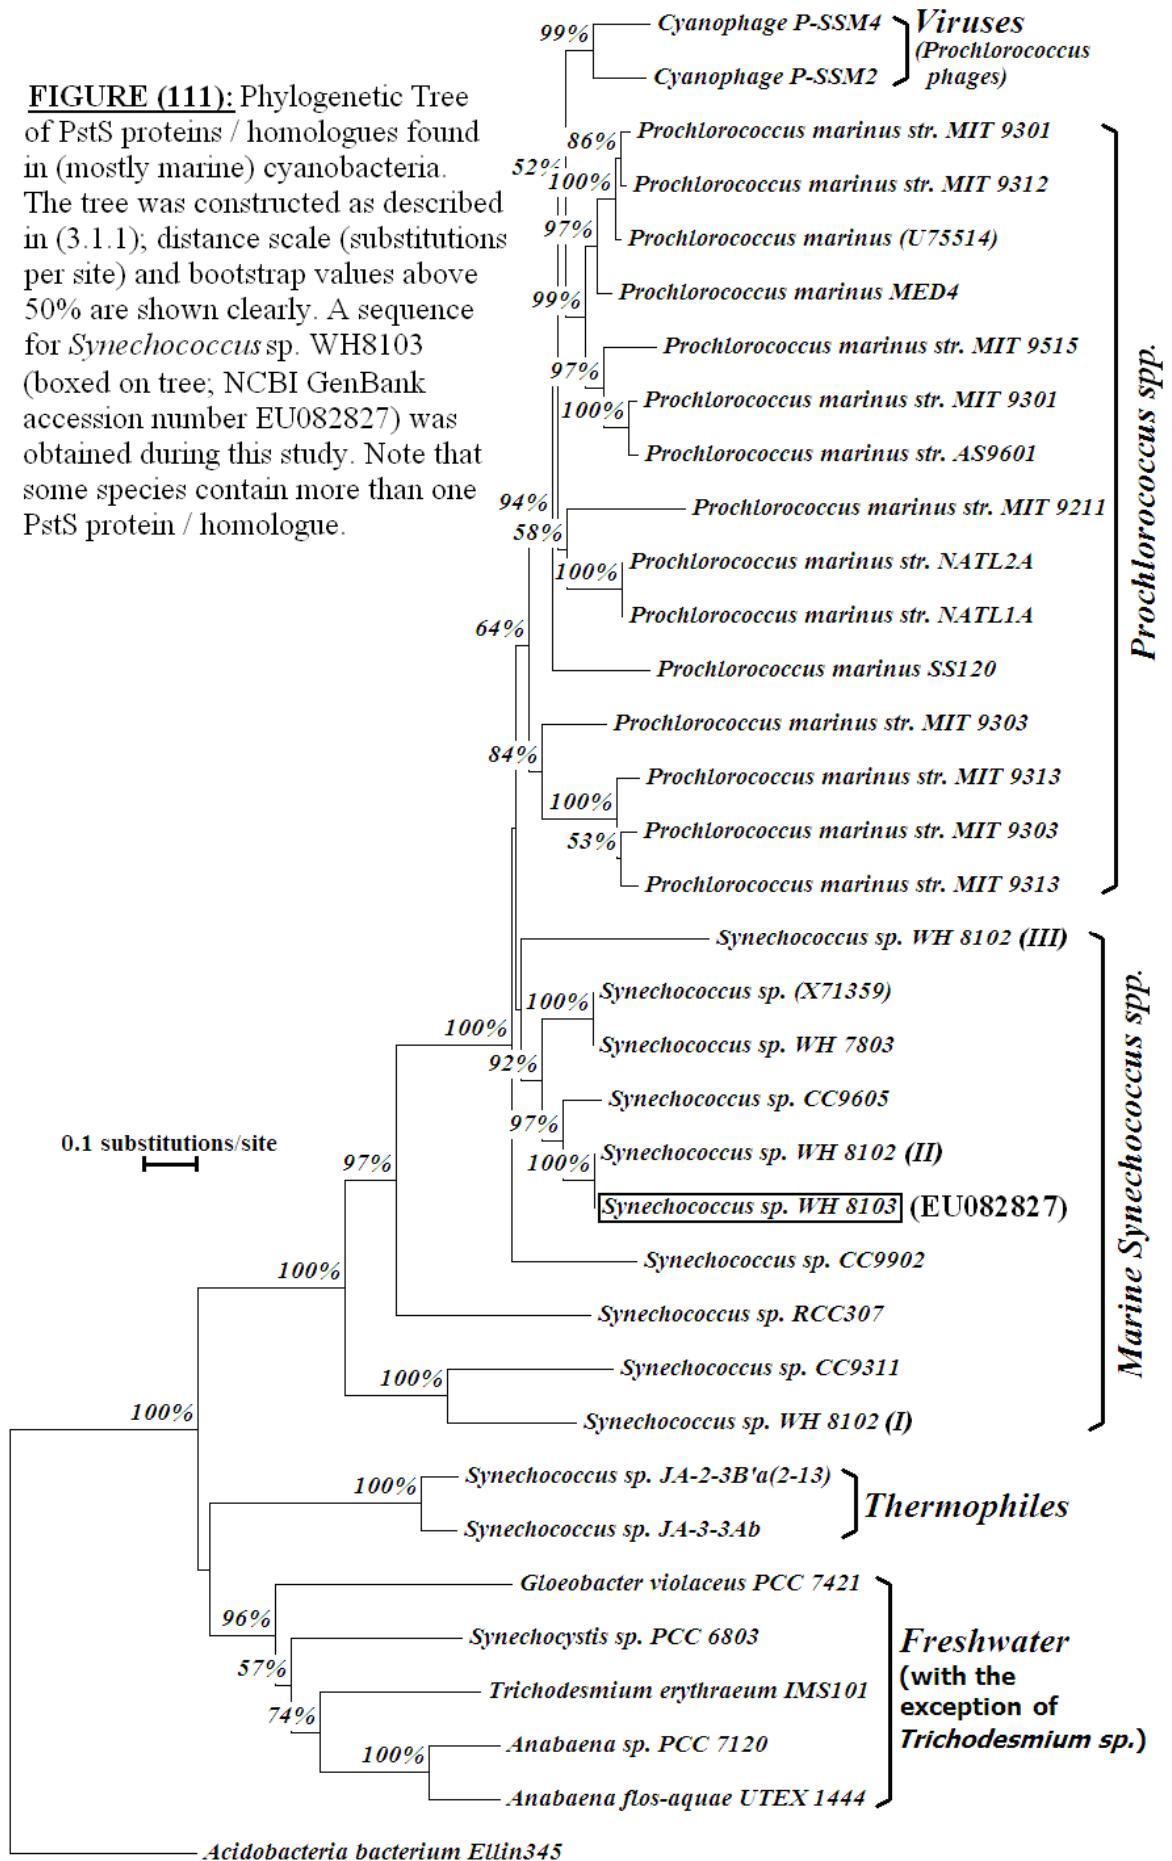 FIGURE (111): Phylogenetic Tree
of PstS proteins / homologues found
in (mostly marine) cyanobacteria.
The tree was constructed as described
in (3.1.1); distance scale (substitutions
per site) and bootstrap values above
50% are shown clearly. A sequence
for Synechococcus sp. WH8103
(boxed on tree; NCBI GenBank
accession number EU082827) was
obtained during this study. Note that
some species contain more than one
PstS protein / homologue.
99%
Cyanophage P-SSM4
Cyanophage P-SSM2
Viruses
(Prochlorococcus
phages)
86%
Prochlorococcus marinus str. MIT 9301
52%
100%
Prochlorococcus marinus str. MIT 9312
97%
Prochlorococcus marinus (U75514)
99%
Prochlorococcus marinus MED4
Prochlorococcus marinus str. MIT 9515
97%
100%
Prochlorococcus marinus str. MIT 9301
Prochlorococcus marinus str. AS9601
94%
Prochlorococcus marinus str. MIT 9211
58%
100%
Prochlorococcus marinus str. NATL2A
Prochlorococcus marinus str. NATL1A
64%
Prochlorococcus marinus SS120
Prochlorococcus marinus str. MIT 9303
84%
Prochlorococcus marinus str. MIT 9313
100%
Prochlorococcus marinus str. MIT 9303
53%
Prochlorococcus marinus str. MIT 9313
Prochlorococcus spp.
Synechococcus sp. WH 8102 (III)
100%
Synechococcus sp. (X71359)
100%
Synechococcus sp. WH 7803
92%
Synechococcus sp. CC9605
97%
Synechococcus sp. WH 8102 (II)
100%
Synechococcus sp. WH 8103 (EU082827)
Synechococcus sp. CC9902
97%
Synechococcus sp. RCC307
100%
Synechococcus sp. CC9311
100%
Synechococcus sp. WH 8102 (I)
Marine Synechococcus spp.
0.1 substitutions/site
100%
Synechococcus sp. JA-2-3B'a(2-13)
100%
Synechococcus sp. JA-3-3Ab
Thermophiles
Gloeobacter violaceus PCC 7421
96%
Synechocystis sp. PCC 6803
57%
Trichodesmium erythraeum IMS101
74%
Anabaena sp. PCC 7120
100%
Anabaena flos-aquae UTEX 1444
Freshwater
(with the
exception of
Trichodesmium sp.)
Acidobacteria bacterium Ellin345